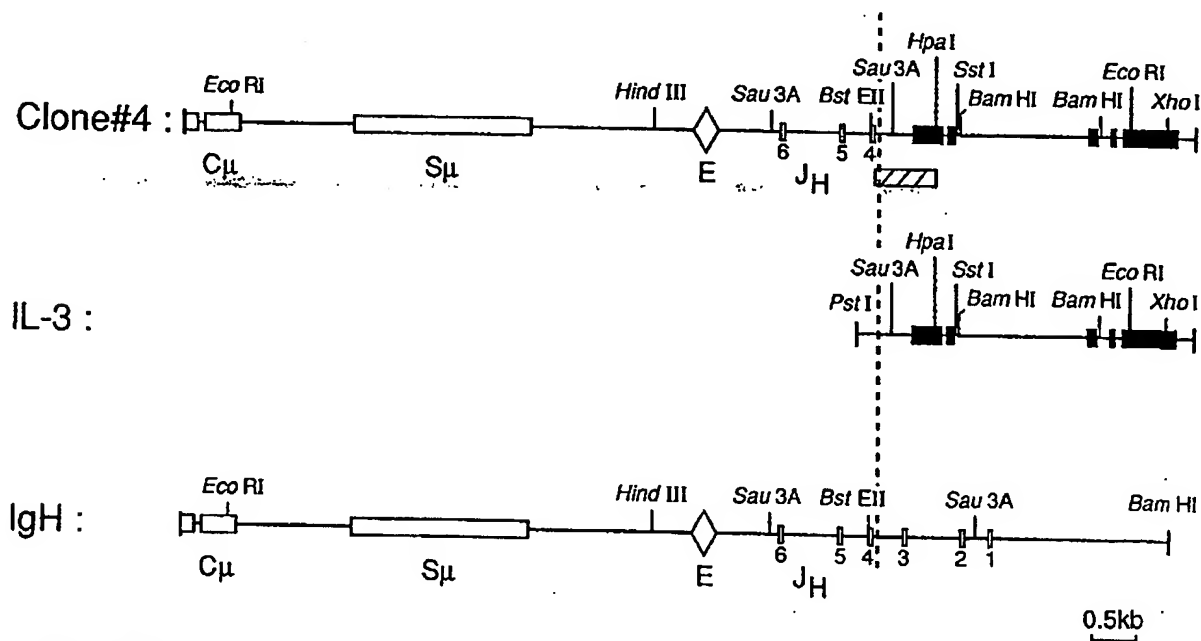 Clone#4 :
Eco RI
Hind III
Sau 3A
Bst EII
Sau 3A
Hpa I
Sst I
Bam HI
Bam HI
Eco RI
Xho I
6
5
4
Cμ
Sμ
E
JH
IL-3 :
Pst I
Sau 3A
Hpa I
Sst I
Bam HI
Bam HI
Eco RI
Xho I
IgH :
Eco RI
Hind III
Sau 3A
Bst EII
Sau 3A
Bam HI
6
5
4
3
2
1
Cμ
Sμ
E
JH
0.5kb